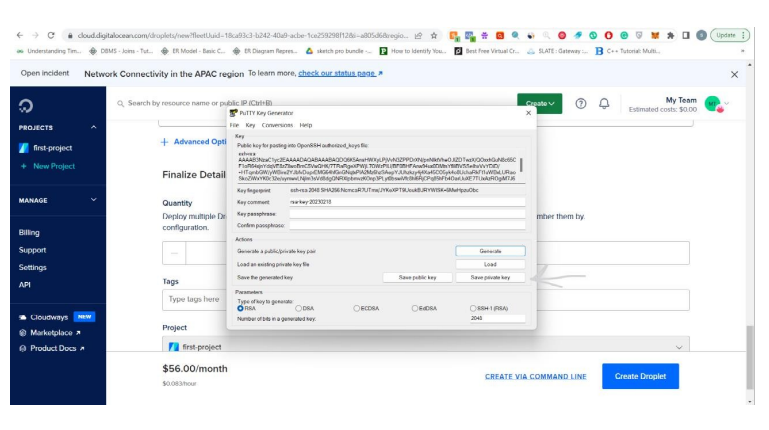 cloud.digitalocean.com/droplets/new?fleetUuid=18ca93c3-b242-40a9-acbe-1ce259298f12&i=a805d6&regio...
Update
Understanding Tim...
DBMS - Joins - Tut...
ER Model - Basic C...
ER Diagram Repres...
sketch pro bundle -...
How to Identify You...
Best Free Virtual Cr...
SLATE : Gateway :...
C++ Tutorial: Multi...
Open incident
Network Connectivity in the APAC region
To learn more, check our status page
Search by resource name or public IP (Ctrl+B)
Create
My Team
Estimated costs: $0.00
PROJECTS
first-project
+ New Project
MANAGE
Billing
Support
Settings
API
Cloudways NEW
Marketplace
Product Docs
+ Advanced Opti
Finalize Detail
Quantity
Deploy multiple Dr
mber them by.
configuration.
Tags
Type tags here
Project
first-project
$56.00/month
$0.083/hour
CREATE VIA COMMAND LINE
Create Droplet
PuTTY Key Generator
File Key Conversions Help
Key
Public key for pasting into OpenSSH authorized_keys file:
ssh-rsa
Key fingerprint:
Key comment:
rsa-key-20230218
Key passphrase:
Confirm passphrase:
Actions
Generate a public/private key pair
Generate
Load an existing private key file
Load
Save the generated key
Save public key
Save private key
Parameters
Type of key to generate:
RSA
DSA
ECDSA
EdDSA
SSH-1 (RSA)
Number of bits in a generated key:
2048